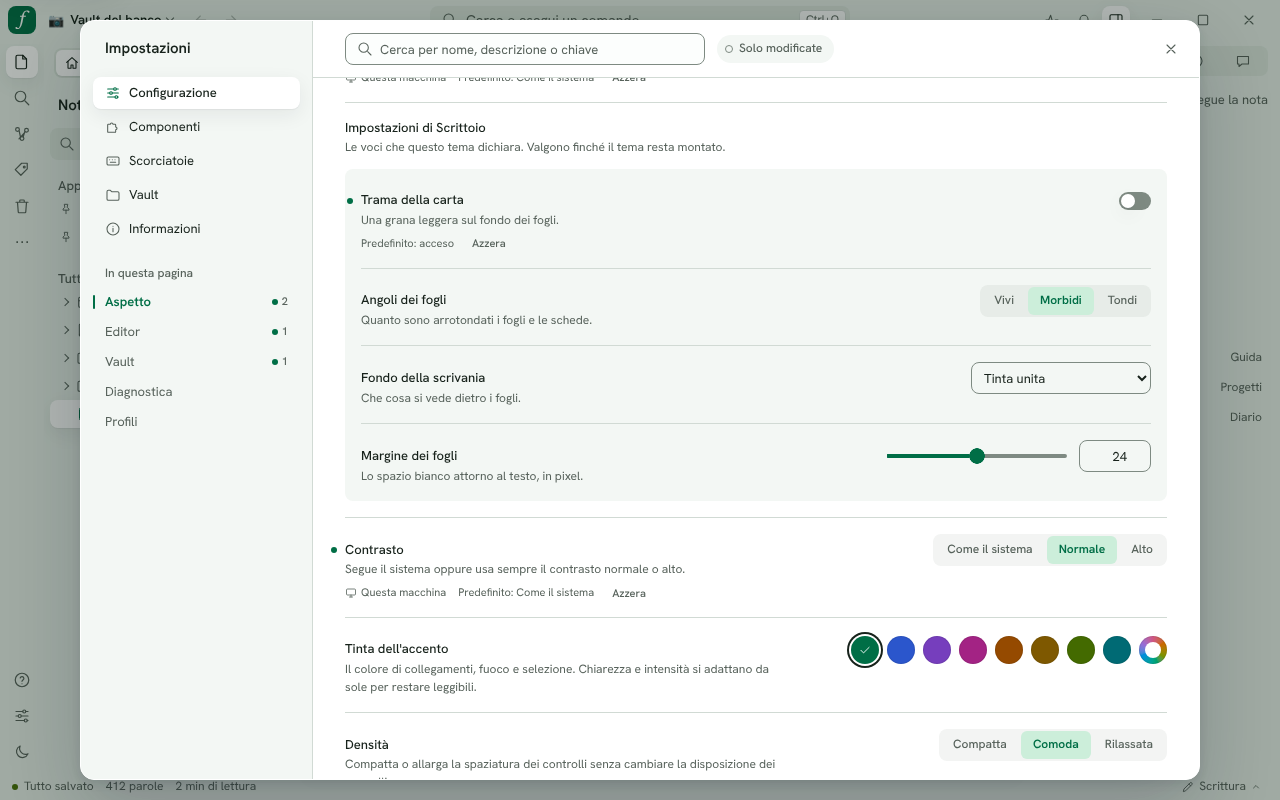 Impostazioni
Cerca per nome, descrizione o chiave
Solo modificate
Configurazione
Componenti
Scorciatoie
Vault
Informazioni
In questa pagina
Aspetto 2
Editor 1
Vault 1
Diagnostica
Profili
Questa macchina Predefinito: Come il sistema Azzera
Impostazioni di Scrittoio
Le voci che questo tema dichiara. Valgono finché il tema resta montato.
Trama della carta
Una grana leggera sul fondo dei fogli.
Predefinito: acceso Azzera
Angoli dei fogli
Quanto sono arrotondati i fogli e le schede.
Vivi Morbidi Tondi
Fondo della scrivania
Che cosa si vede dietro i fogli.
Tinta unita
Margine dei fogli
Lo spazio bianco attorno al testo, in pixel.
24
Contrasto
Segue il sistema oppure usa sempre il contrasto normale o alto.
Questa macchina Predefinito: Come il sistema Azzera
Come il sistema Normale Alto
Tinta dell'accento
Il colore di collegamenti, fuoco e selezione. Chiarezza e intensità si adattano da
sole per restare leggibili.
Densità
Compatta o allarga la spaziatura dei controlli senza cambiare la disposizione dei
Compatta Comoda Rilassata
Guida
Progetti
Diario
Tutto salvato 412 parole 2 min di lettura
Scrittura